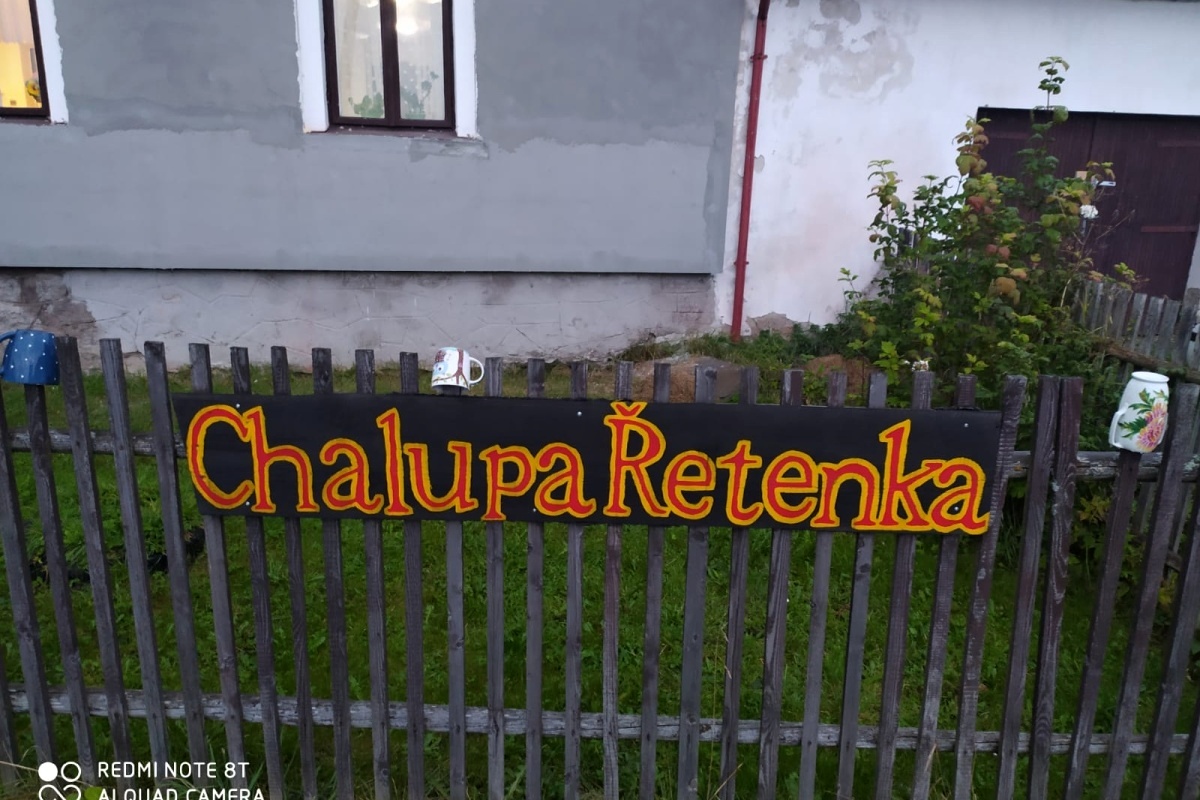 Chalupa Řetenka
REDMI NOTE 8T
AI QUAD CAMERA